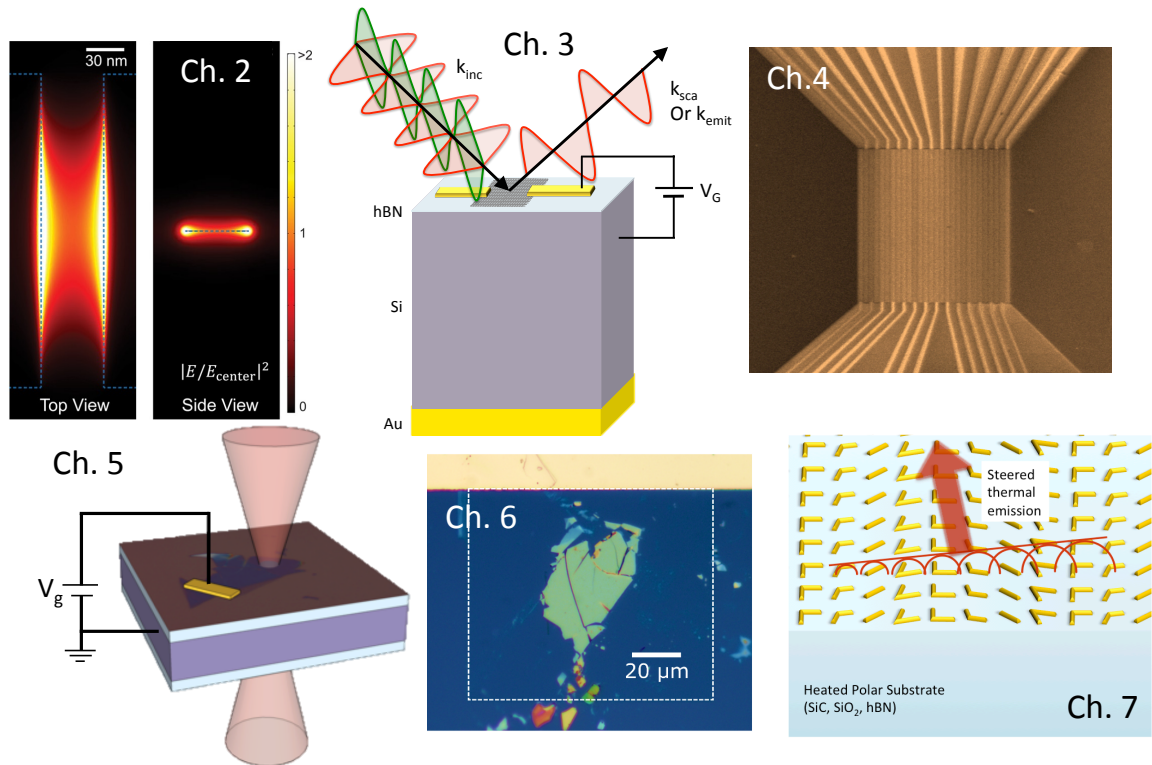 30 nm
Ch. 2
>2
1
0
|E/E_center|²
Top View
Side View
Ch. 3
k_inc
k_sca
Or k_emit
V_G
hBN
Si
Au
Ch.4
Ch. 5
V_g
Ch. 6
20 μm
Steered
thermal
emission
Heated Polar Substrate
(SiC, SiO₂, hBN)
Ch. 7